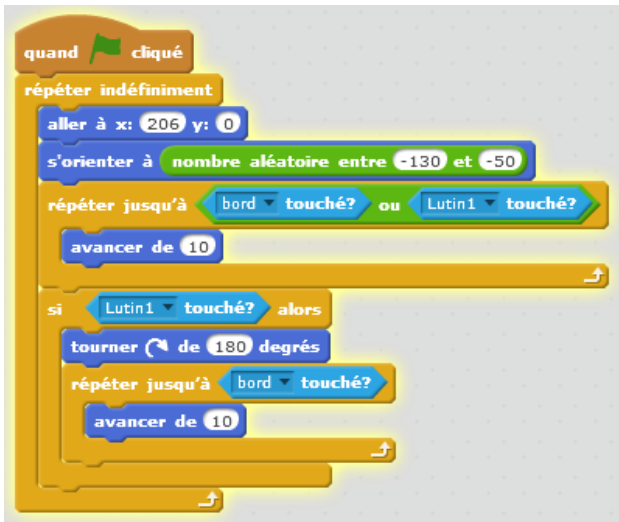 quand cliqué
répéter indéfiniment
aller à x: 206 y: 0
s'orienter à nombre aléatoire entre -130 et -50
répéter jusqu'à bord touché? ou Lutin1 touché?
avancer de 10
si Lutin1 touché? alors
tourner de 180 degrés
répéter jusqu'à bord touché?
avancer de 10